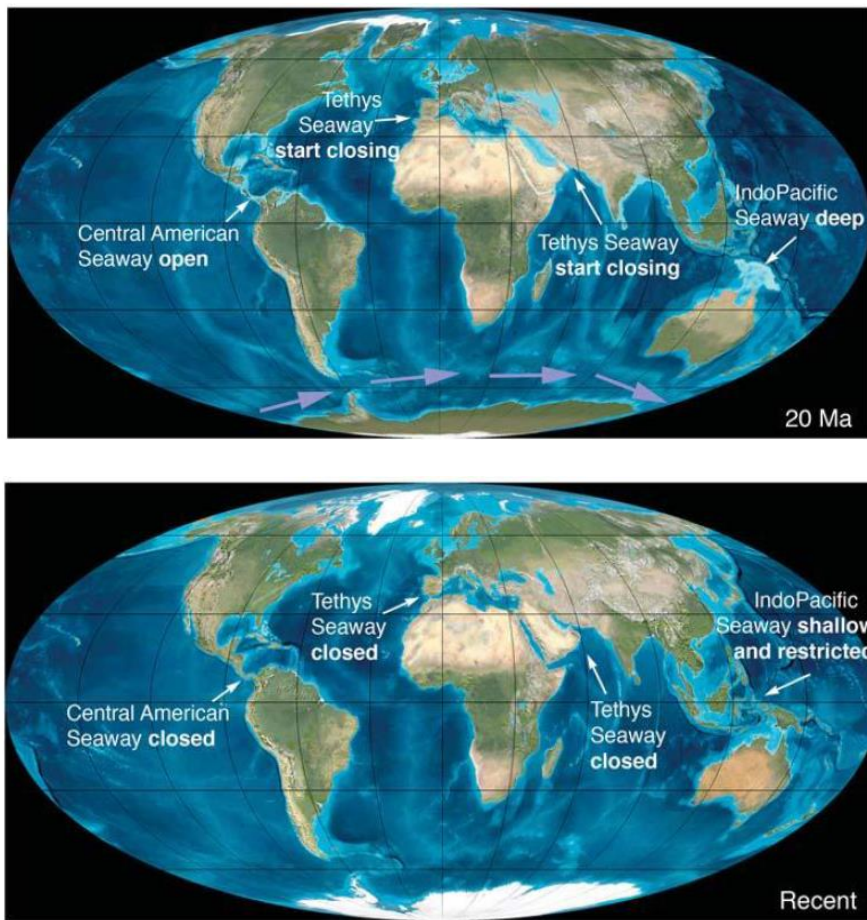 Tethys
Seaway
start closing
IndoPacific
Seaway deep
Central American
Seaway open
Tethys Seaway
start closing
20 Ma
Tethys
Seaway
closed
IndoPacific
Seaway shallow
and restricted
Central American
Seaway closed
Tethys
Seaway
closed
Recent